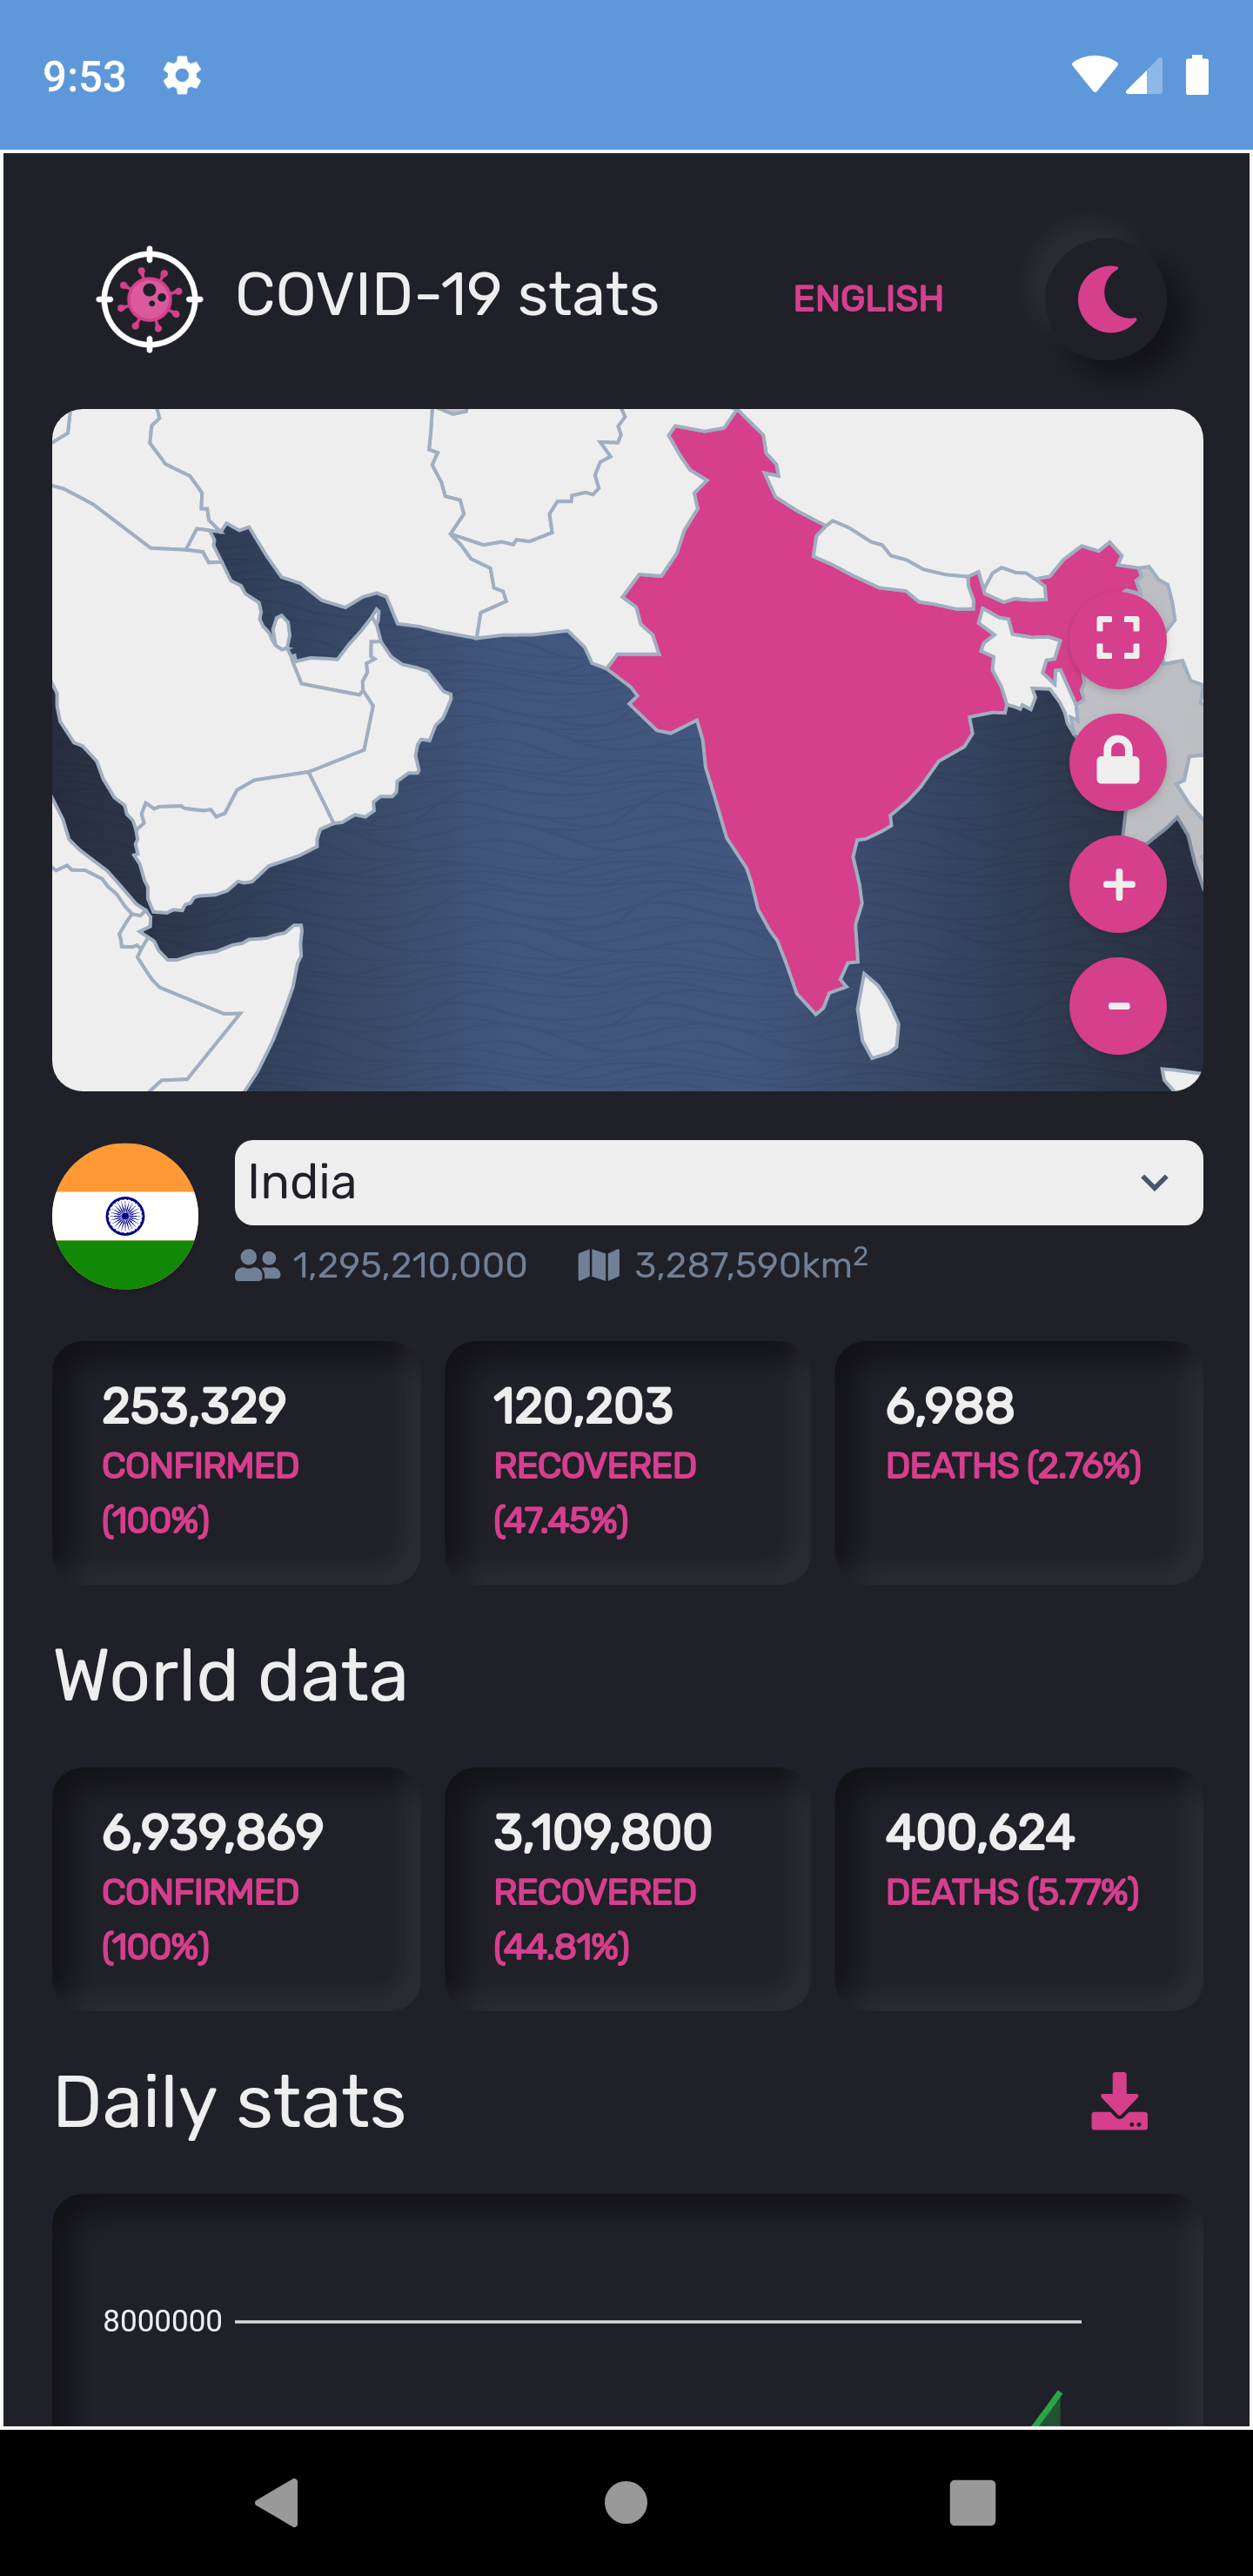 9:53
COVID-19 stats
ENGLISH
+
-
India
1,295,210,000
3,287,590km²
253,329
CONFIRMED
(100%)
120,203
RECOVERED
(47.45%)
6,988
DEATHS (2.76%)
World data
6,939,869
CONFIRMED
(100%)
3,109,800
RECOVERED
(44.81%)
400,624
DEATHS (5.77%)
Daily stats
8000000